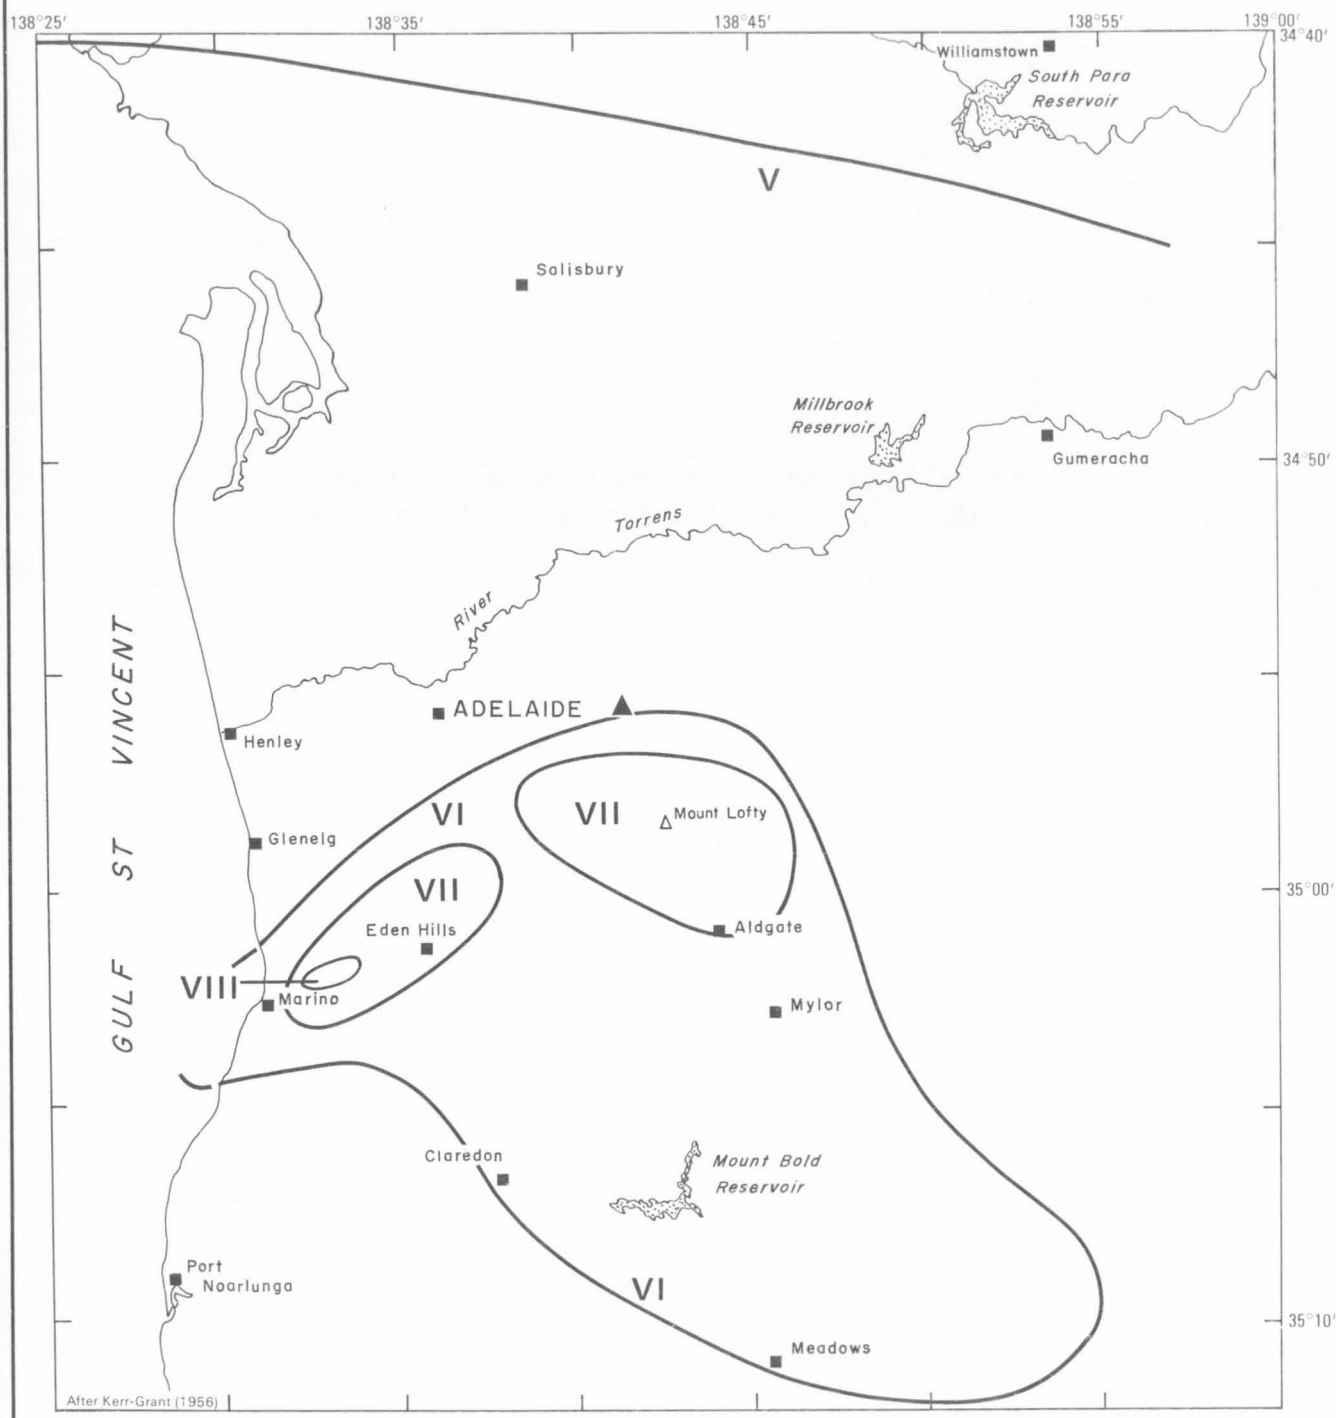 138°25'
138°35'
138°45'
138°55'
139°00'
34°40'
Williamstown
South Para
Reservoir
V
Salisbury
Millbrook
Reservoir
Gumeracha
34°50'
Torrens
River
GULF ST VINCENT
ADELAIDE
Henley
VI
VII
Mount Lofty
Glenelg
VII
35°00'
Eden Hills
Aldgate
VIII
Marino
Mylor
Claredon
Mount Bold
Reservoir
Port
Noarlunga
VI
35°10'
Meadows
After Kerr-Grant (1956)